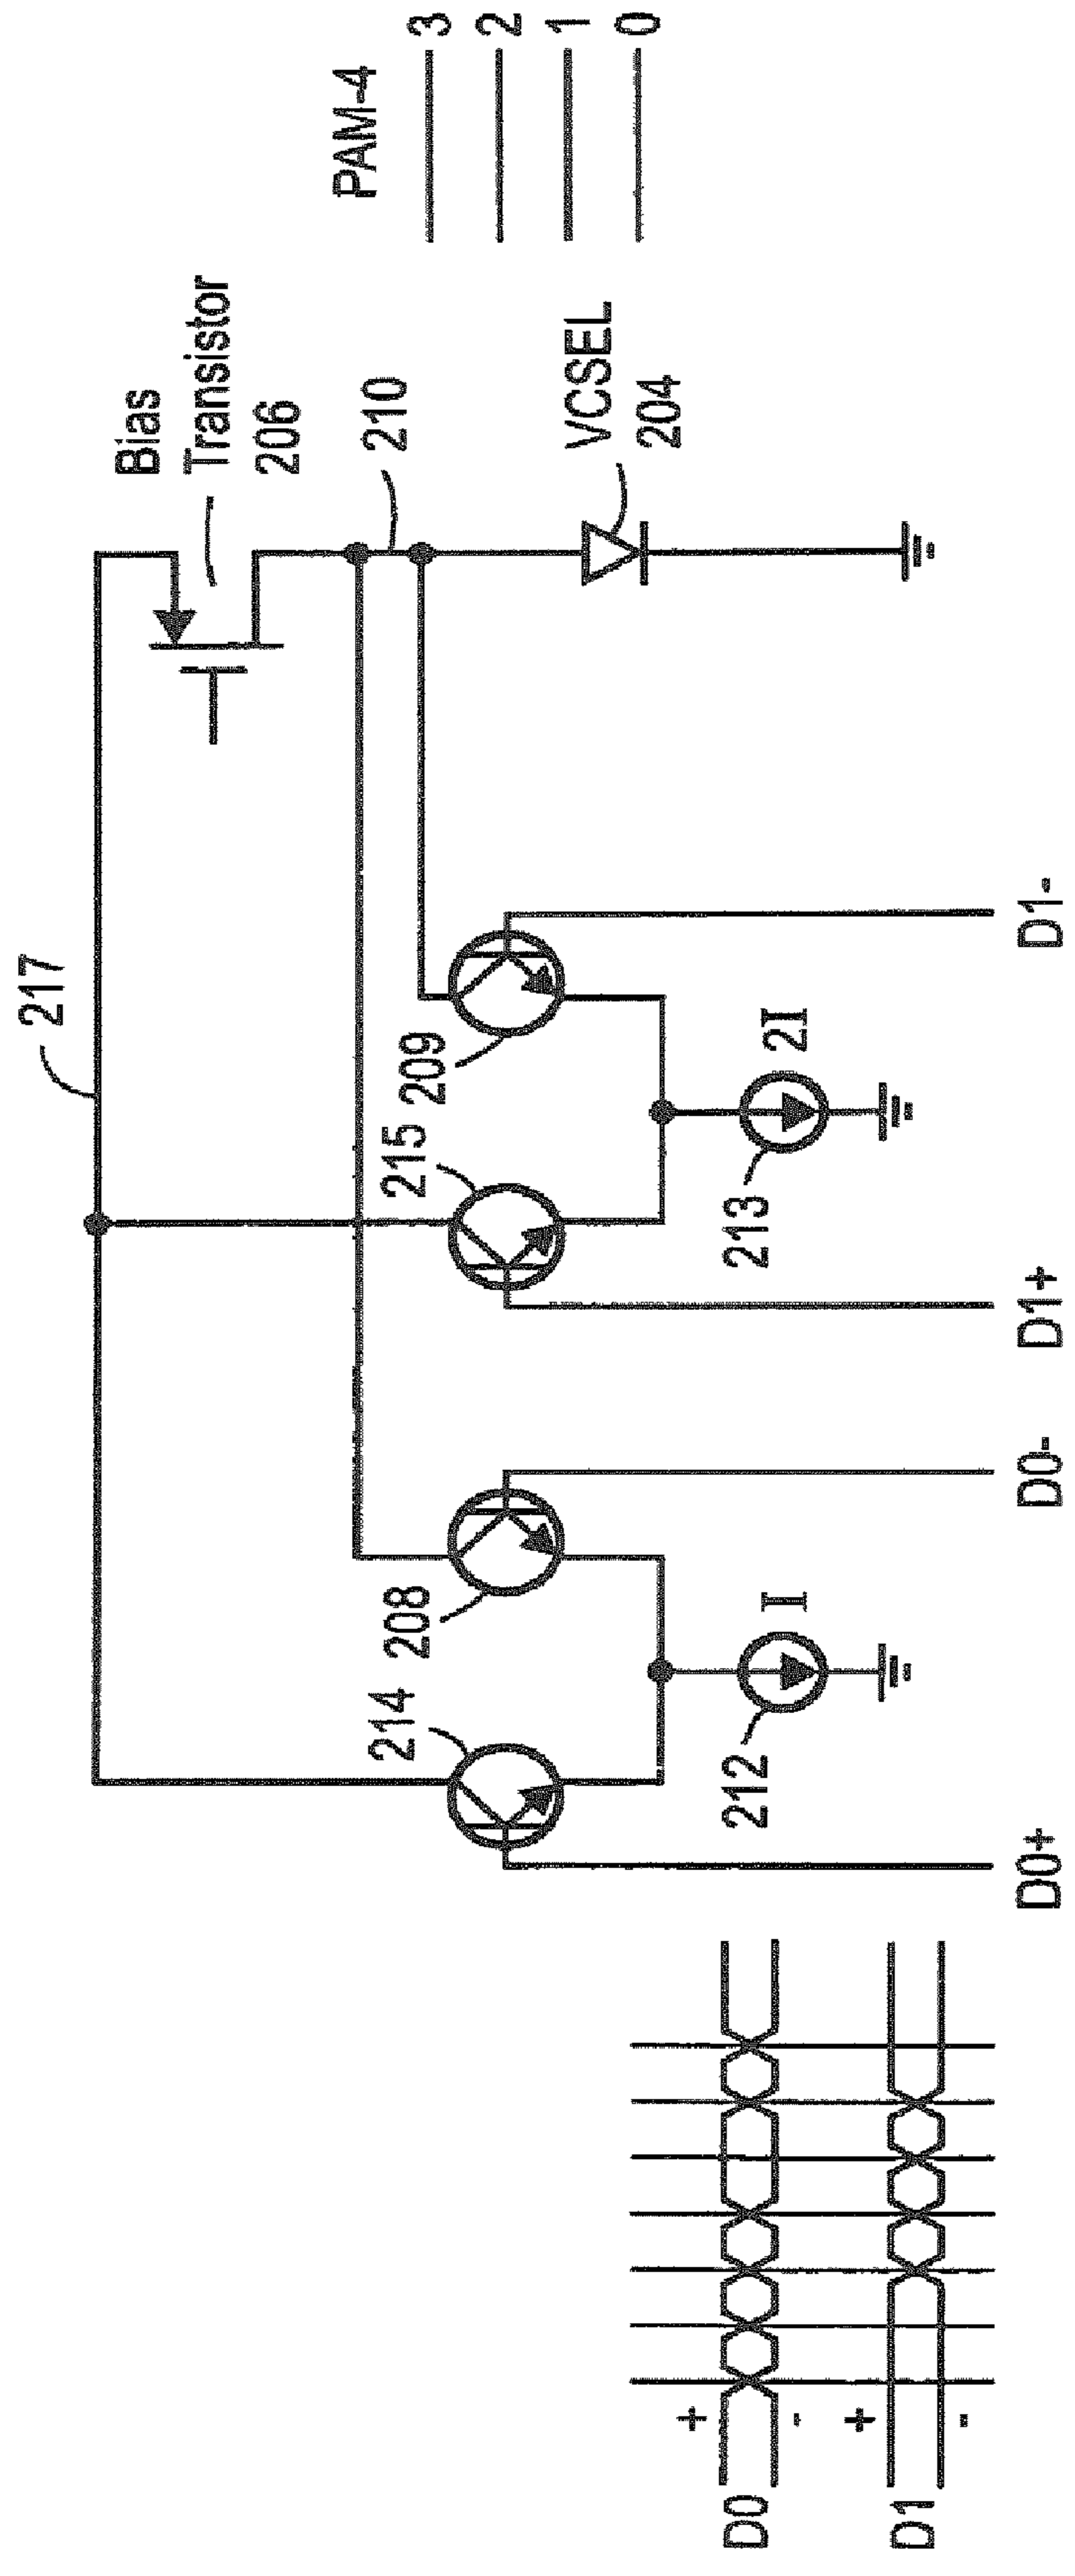 217
Bias
Transistor
206
PAM-4
3
2
1
0
210
VCSEL
204
214
208
215
209
212
I
213
2I
D0
+
-
D1
+
-
D0+
D0-
D1+
D1-